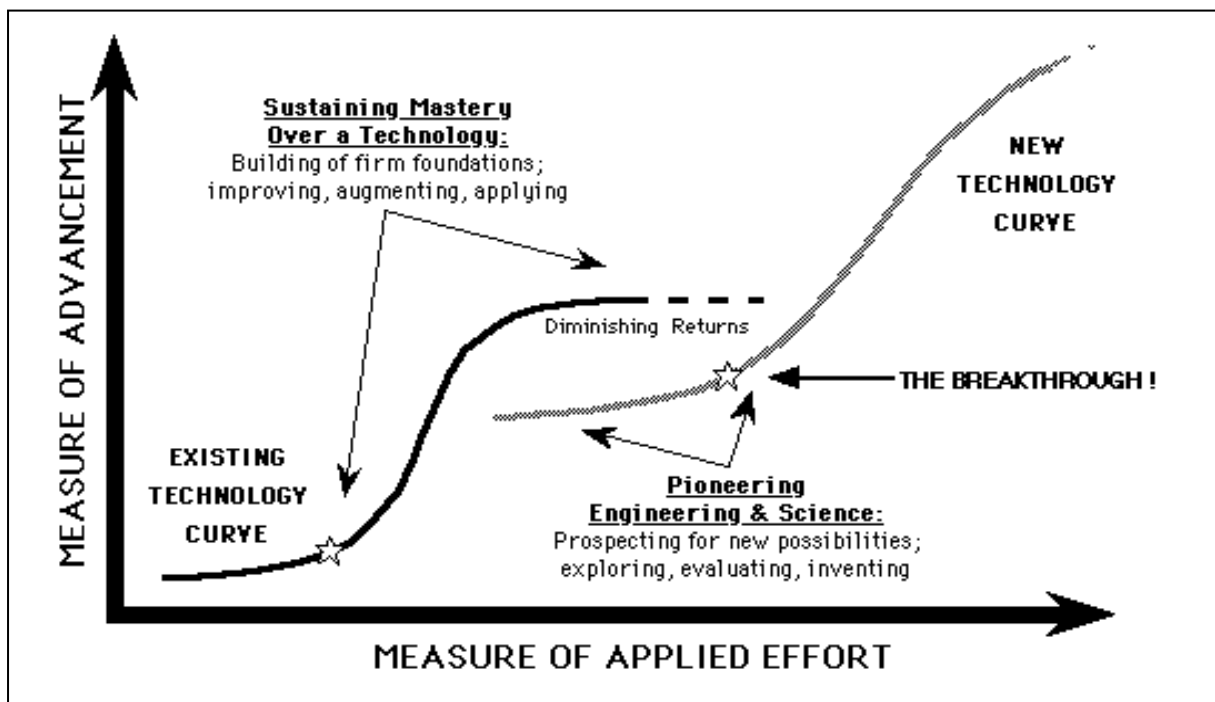 MEASURE OF ADVANCEMENT
Sustaining Mastery
Over a Technology:
Building of firm foundations;
improving, augmenting, applying
NEW
TECHNOLOGY
CURVE
Diminishing Returns
THE BREAKTHROUGH !
EXISTING
TECHNOLOGY
CURVE
Pioneering
Engineering & Science:
Prospecting for new possibilities;
exploring, evaluating, inventing
MEASURE OF APPLIED EFFORT